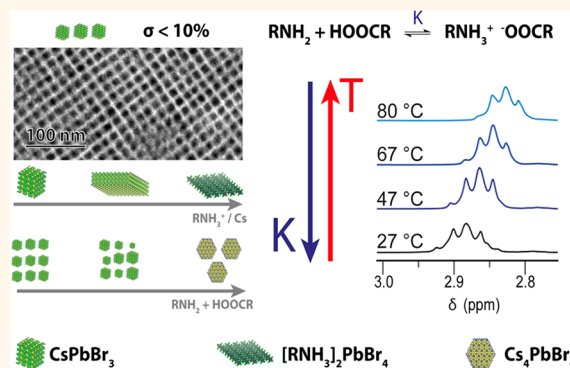 σ < 10%
100 nm
RNH₃⁺ / Cs
RNH₂ + HOOCR
RNH₂ + HOOCR ⇌ RNH₃⁺ ⁻OOCR
K
K
T
80 °C
67 °C
47 °C
27 °C
3.0 2.9 2.8
δ (ppm)
CsPbBr₃
[RNH₃]₂PbBr₄
Cs₄PbBr